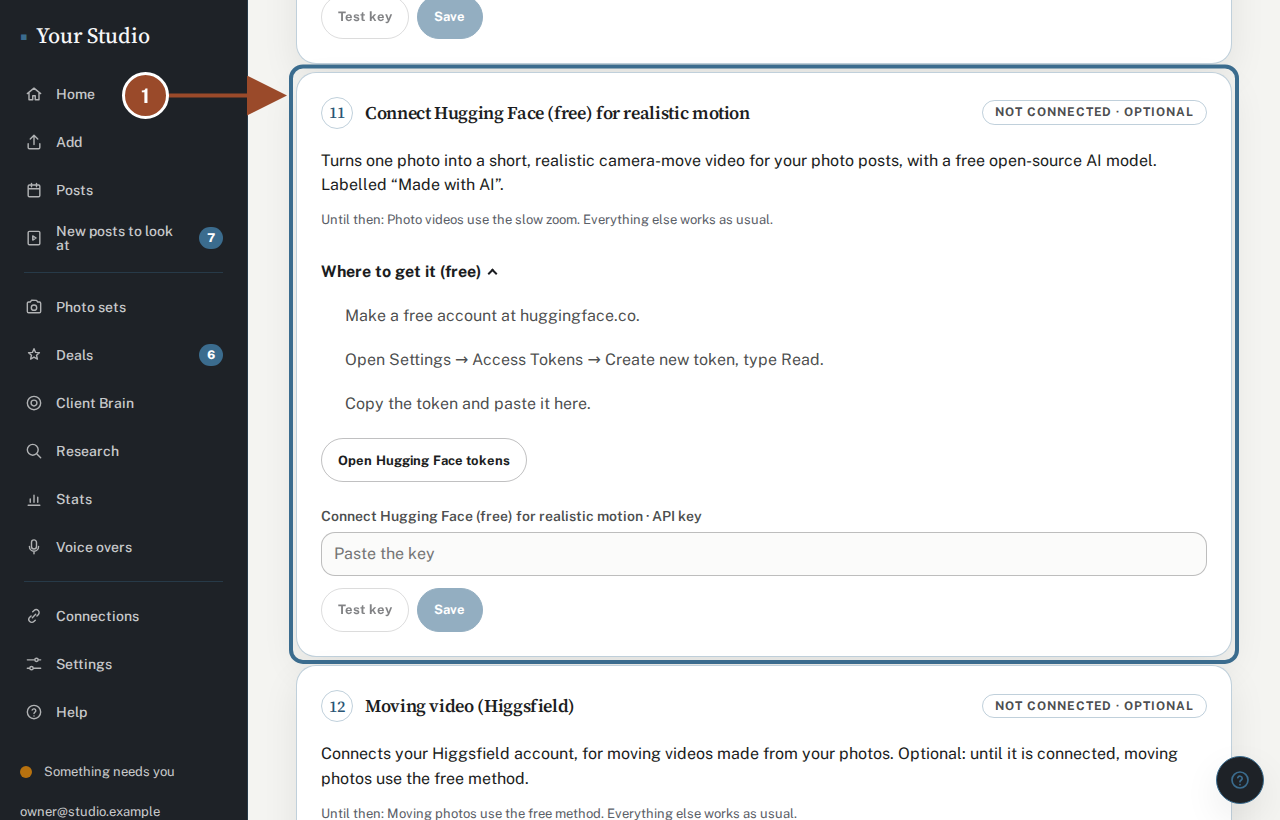 Your Studio
Home
1
Add
Posts
New posts to look
at
7
Photo sets
Deals
6
Client Brain
Research
Stats
Voice overs
Connections
Settings
Help
Something needs you
owner@studio.example
Test key
Save
11
Connect Hugging Face (free) for realistic motion
NOT CONNECTED · OPTIONAL
Turns one photo into a short, realistic camera-move video for your photo posts, with a free open-source AI model.
Labelled “Made with AI”.
Until then: Photo videos use the slow zoom. Everything else works as usual.
Where to get it (free)
Make a free account at huggingface.co.
Open Settings → Access Tokens → Create new token, type Read.
Copy the token and paste it here.
Open Hugging Face tokens
Connect Hugging Face (free) for realistic motion · API key
Paste the key
Test key
Save
12
Moving video (Higgsfield)
NOT CONNECTED · OPTIONAL
Connects your Higgsfield account, for moving videos made from your photos. Optional: until it is connected, moving
photos use the free method.
Until then: Moving photos use the free method. Everything else works as usual.